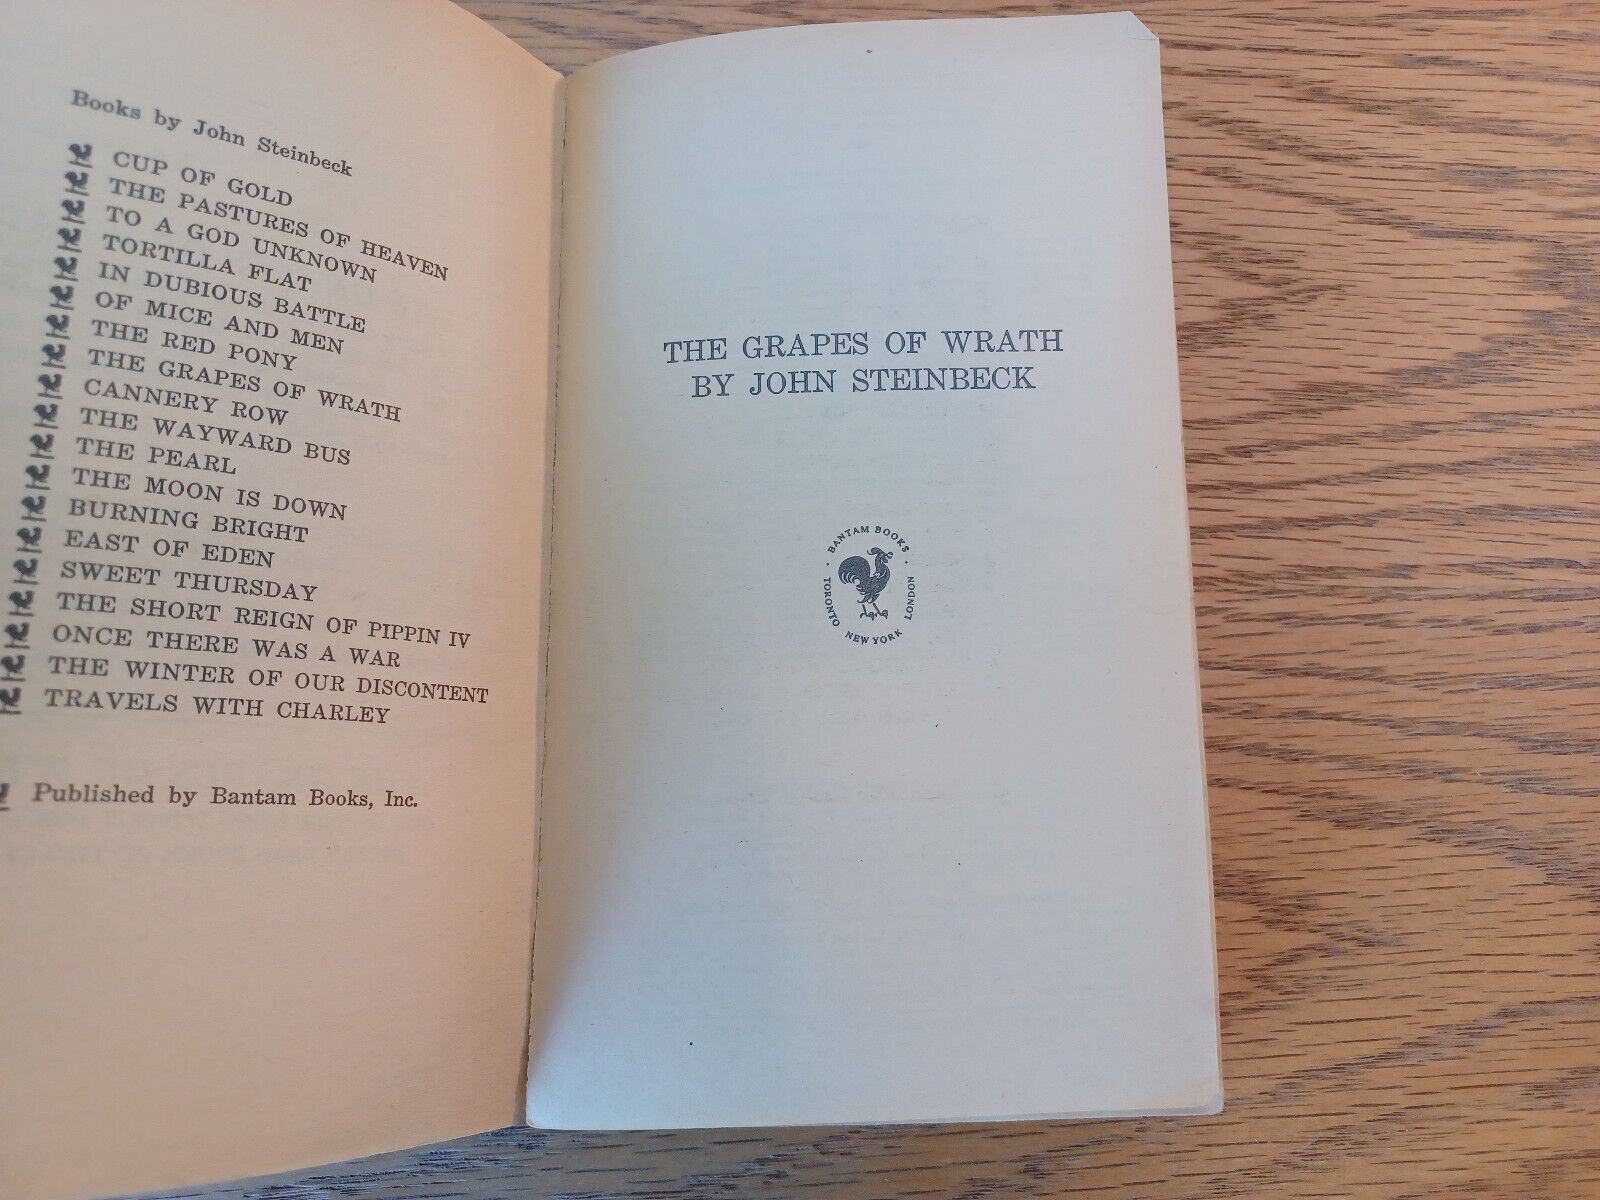 Books by John Steinbeck
CUP OF GOLD
THE PASTURES OF HEAVEN
TO A GOD UNKNOWN
TORTILLA FLAT
IN DUBIOUS BATTLE
OF MICE AND MEN
THE RED PONY
THE GRAPES OF WRATH
CANNERY ROW
THE WAYWARD BUS
THE PEARL
THE MOON IS DOWN
BURNING BRIGHT
EAST OF EDEN
SWEET THURSDAY
THE SHORT REIGN OF PIPPIN IV
ONCE THERE WAS A WAR
THE WINTER OF OUR DISCONTENT
TRAVELS WITH CHARLEY
Published by Bantam Books, Inc.
THE GRAPES OF WRATH
BY JOHN STEINBECK
BANTAM BOOKS
TORONTO · NEW YORK · LONDON